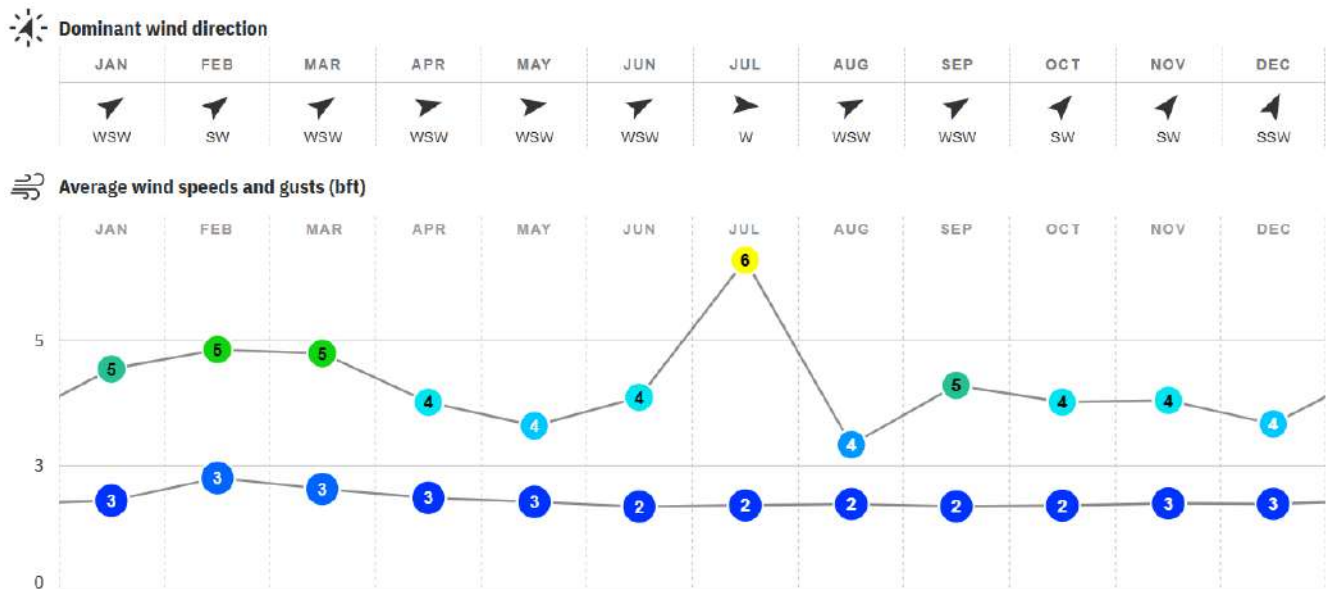 Dominant wind direction
JAN FEB MAR APR MAY JUN JUL AUG SEP OCT NOV DEC
WSW SW WSW WSW WSW WSW W WSW WSW SW SW SSW
Average wind speeds and gusts (bft)
JAN FEB MAR APR MAY JUN JUL AUG SEP OCT NOV DEC
6
5
5 5 5 4 4 4 4 5 4 4 4
3
3 3 3 3 3 2 2 2 2 2 3 3
0